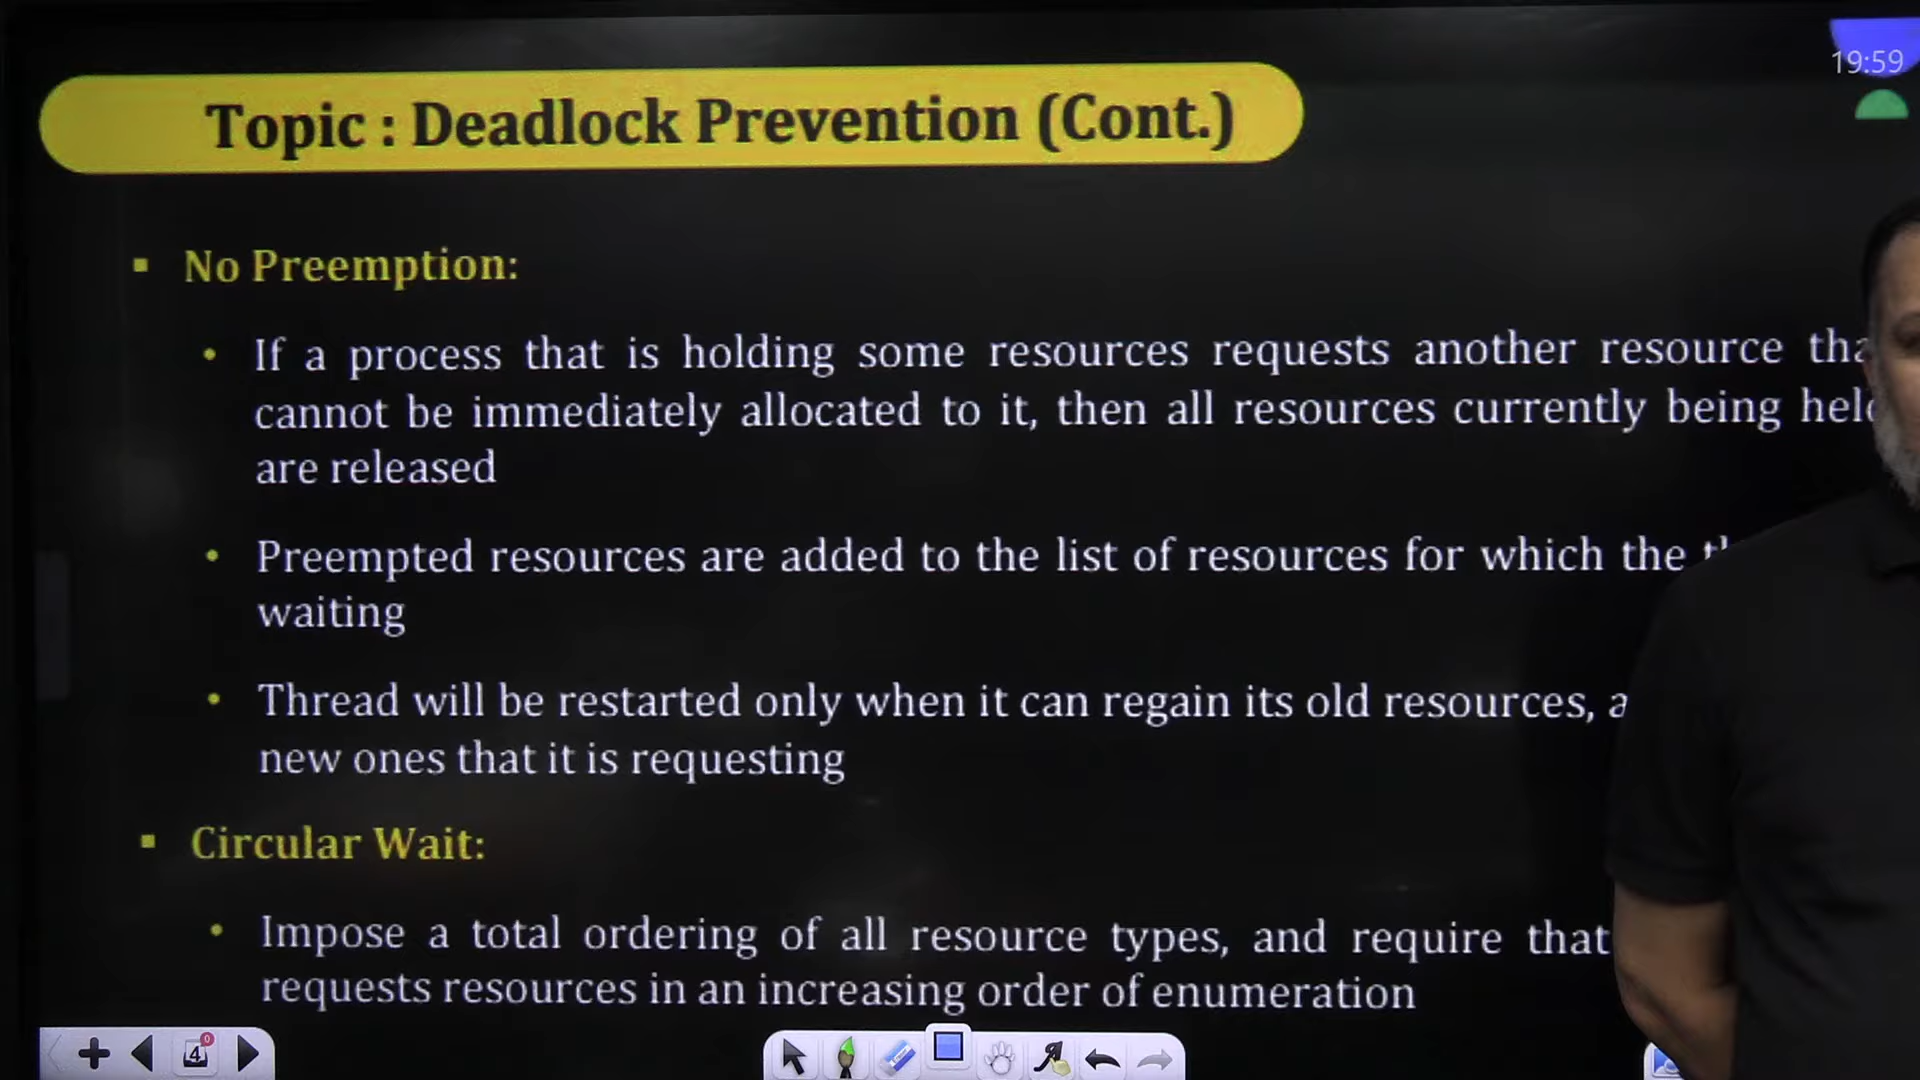 19:59
Topic : Deadlock Prevention (Cont.)
▪ No Preemption:
• If a process that is holding some resources requests another resource
cannot be immediately allocated to it, then all resources currently being
are released
• Preempted resources are added to the list of resources for which the
waiting
• Thread will be restarted only when it can regain its old resources,
new ones that it is requesting
▪ Circular Wait:
• Impose a total ordering of all resource types, and require that
requests resources in an increasing order of enumeration
4
0